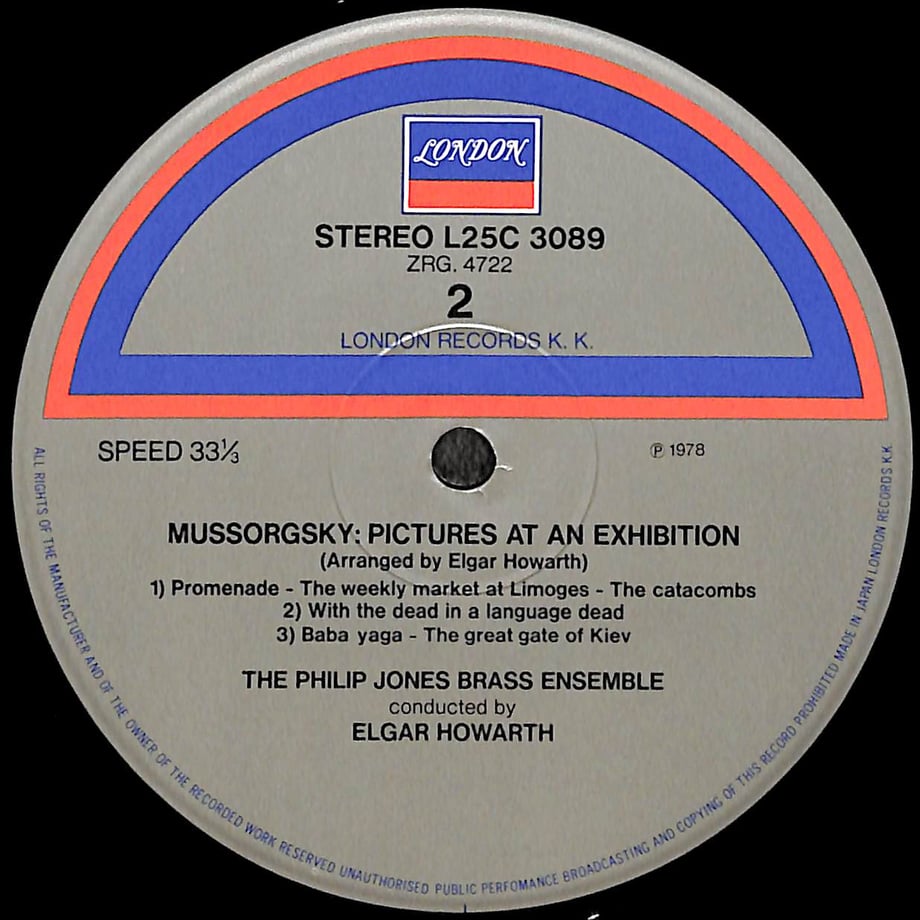 LONDON
STEREO L25C 3089
ZRG. 4722
2
LONDON RECORDS K. K.
SPEED 33⅓
℗ 1978
MUSSORGSKY: PICTURES AT AN EXHIBITION
(Arranged by Elgar Howarth)
1) Promenade - The weekly market at Limoges - The catacombs
2) With the dead in a language dead
3) Baba yaga - The great gate of Kiev
THE PHILIP JONES BRASS ENSEMBLE
conducted by
ELGAR HOWARTH
ALL RIGHTS OF THE MANUFACTURER AND OF THE OWNER OF THE RECORDED WORK RESERVED UNAUTHORISED PUBLIC PERFOMANCE BROADCASTING AND COPYING OF THIS RECORD PROHIBITED MADE IN JAPAN LONDON RECORDS K.K.